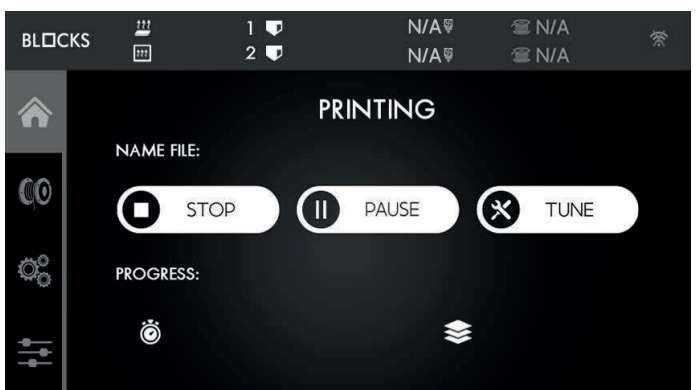 BLOCKS
1
N/A
N/A
2
N/A
N/A
PRINTING
NAME FILE:
STOP
PAUSE
TUNE
PROGRESS: